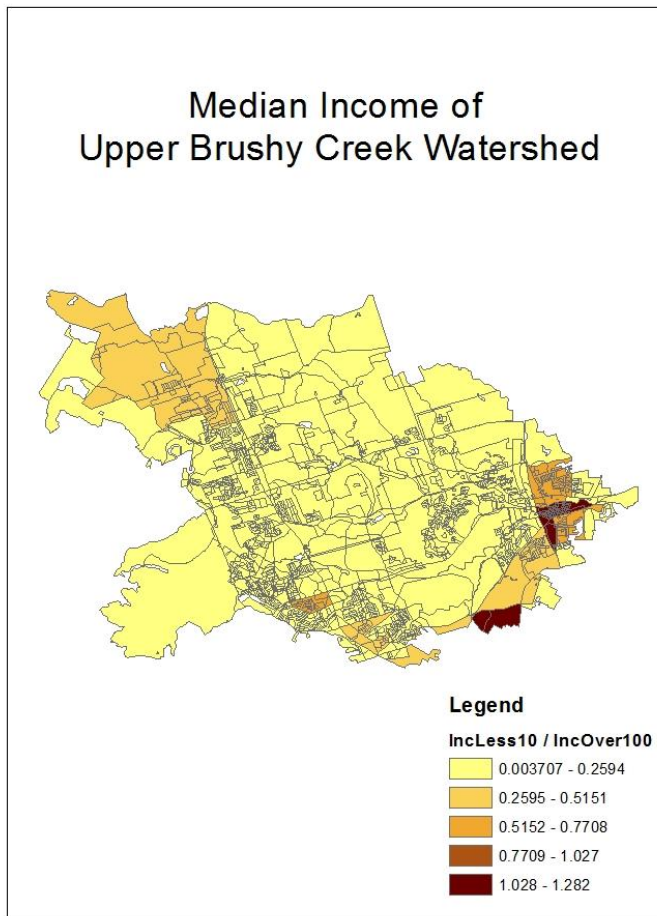 Median Income of
Upper Brushy Creek Watershed
Legend
IncLess10 / IncOver100
0.003707 - 0.2594
0.2595 - 0.5151
0.5152 - 0.7708
0.7709 - 1.027
1.028 - 1.282